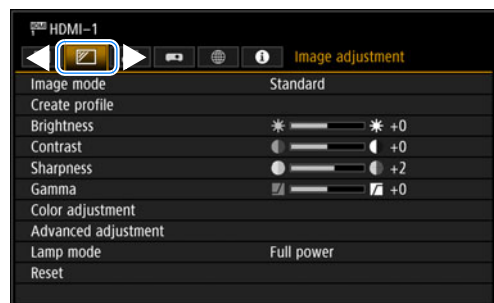 HDMI HDMI-1
Image adjustment
Image mode Standard
Create profile
Brightness +0
Contrast +0
Sharpness +2
Gamma +0
Color adjustment
Advanced adjustment
Lamp mode Full power
Reset